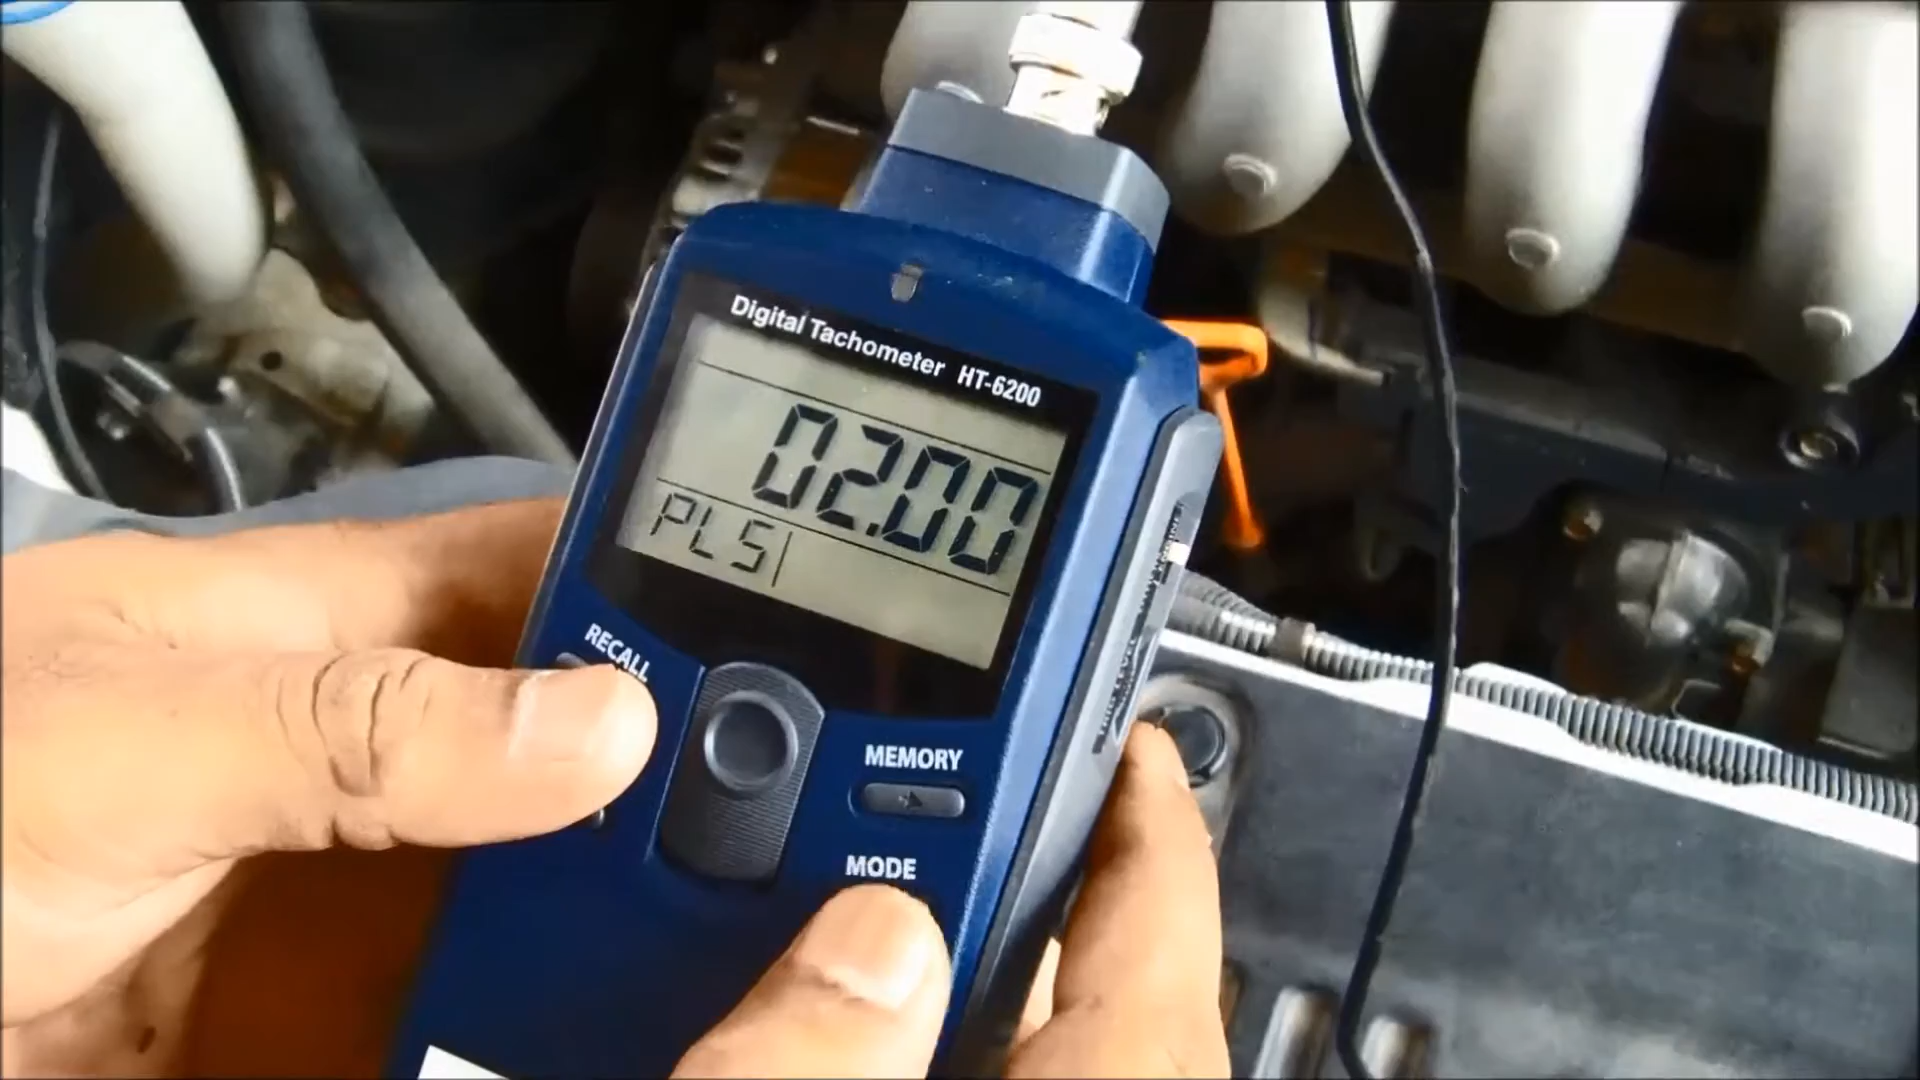 Digital Tachometer HT-6200
02.00
PLS
RECALL
MEMORY
MODE